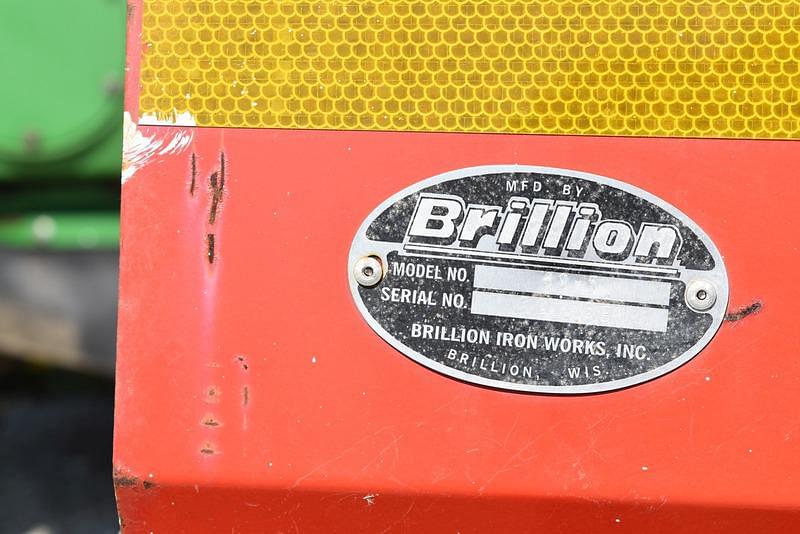 MFD. BY
Brillion
MODEL NO.
SERIAL NO.
BRILLION IRON WORKS, INC.
BRILLION, WIS.